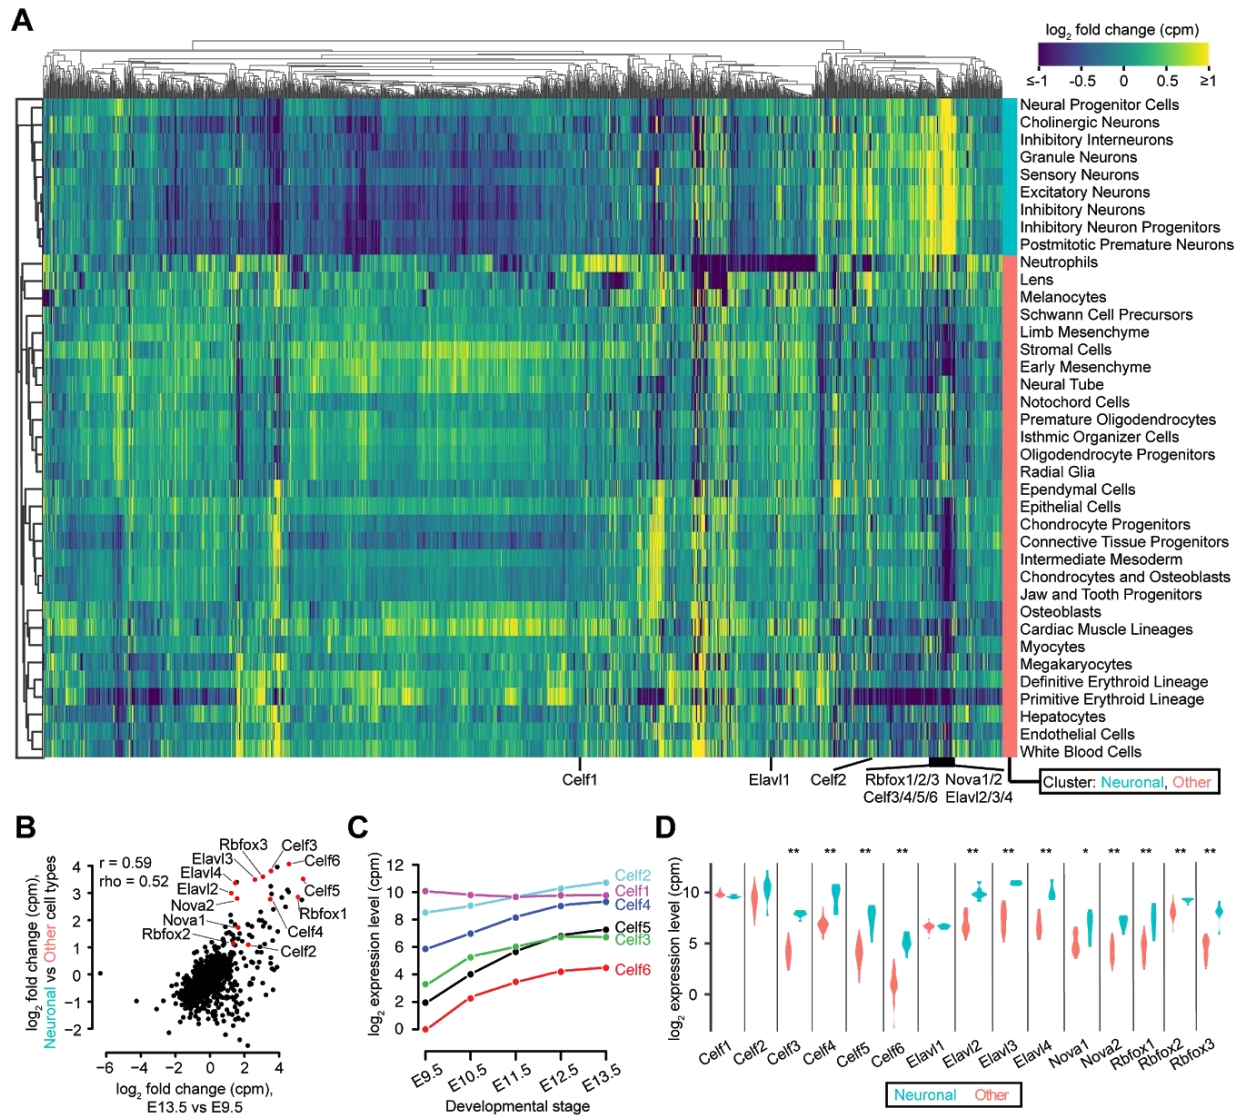 A
log2 fold change (cpm)
≤-1 -0.5 0 0.5 ≥1
Neural Progenitor Cells
Cholinergic Neurons
Inhibitory Interneurons
Granule Neurons
Sensory Neurons
Excitatory Neurons
Inhibitory Neurons
Inhibitory Neuron Progenitors
Postmitotic Premature Neurons
Neutrophils
Lens
Melanocytes
Schwann Cell Precursors
Limb Mesenchyme
Stromal Cells
Early Mesenchyme
Neural Tube
Notochord Cells
Premature Oligodendrocytes
Isthmic Organizer Cells
Oligodendrocyte Progenitors
Radial Glia
Ependymal Cells
Epithelial Cells
Chondrocyte Progenitors
Connective Tissue Progenitors
Intermediate Mesoderm
Chondrocytes and Osteoblasts
Jaw and Tooth Progenitors
Osteoblasts
Cardiac Muscle Lineages
Myocytes
Megakaryocytes
Definitive Erythroid Lineage
Primitive Erythroid Lineage
Hepatocytes
Endothelial Cells
White Blood Cells
Celf1 Elavl1 Celf2 Rbfox1/2/3 Nova1/2
Celf3/4/5/6 Elavl2/3/4
Cluster: Neuronal, Other
B
log2 fold change (cpm),
Neuronal vs Other cell types
4
3
2
1
0
−1
−2
r = 0.59
rho = 0.52
Rbfox3
Celf3
Elavl3
Celf6
Elavl4
Elavl2
Celf5
Nova2
Rbfox1
Nova1
Celf4
Rbfox2
Celf2
−6 −4 −2 0 2 4
log2 fold change (cpm),
E13.5 vs E9.5
C
log2 expression level (cpm)
12
10
8
6
4
2
0
Celf2
Celf1
Celf4
Celf5
Celf3
Celf6
E9.5 E10.5 E11.5 E12.5 E13.5
Developmental stage
D
log2 expression level (cpm)
10
5
0
** ** ** ** ** ** ** * ** ** ** **
Celf1 Celf2 Celf3 Celf4 Celf5 Celf6 Elavl1 Elavl2 Elavl3 Elavl4 Nova1 Nova2 Rbfox1 Rbfox2 Rbfox3
Neuronal Other